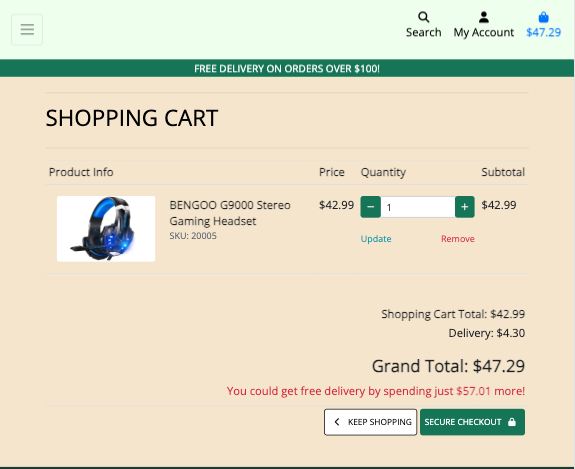 Search My Account $47.29
FREE DELIVERY ON ORDERS OVER $100!
SHOPPING CART
Product Info Price Quantity Subtotal
BENGOO G9000 Stereo $42.99 − 1 + $42.99
Gaming Headset
SKU: 20005
Update Remove
Shopping Cart Total: $42.99
Delivery: $4.30
Grand Total: $47.29
You could get free delivery by spending just $57.01 more!
KEEP SHOPPING SECURE CHECKOUT